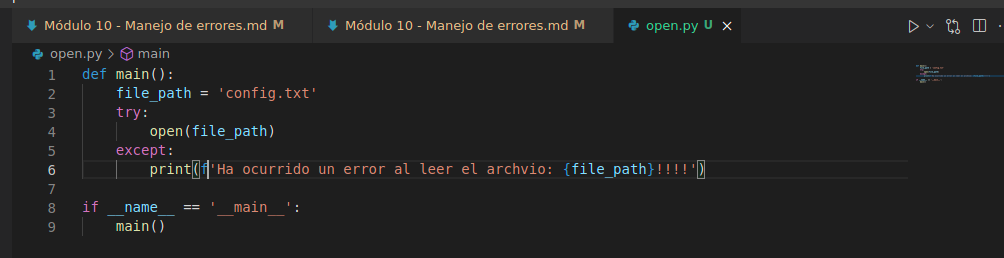 Módulo 10 - Manejo de errores.md M Módulo 10 - Manejo de errores.md M open.py U
open.py > main
1 def main():
2 file_path = 'config.txt'
3 try:
4 open(file_path)
5 except:
6 print(f'Ha ocurrido un error al leer el archvio: {file_path}!!!!')
7
8 if __name__ == '__main__':
9 main()